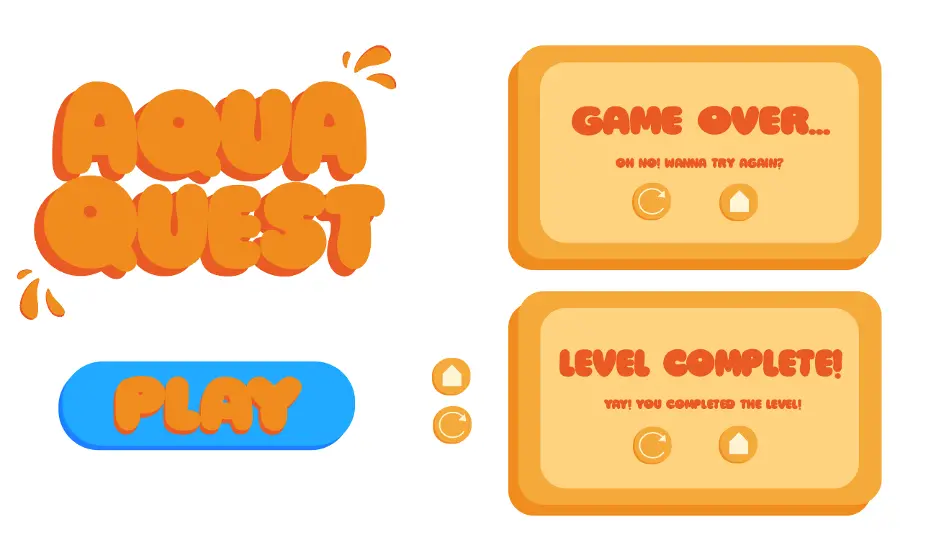 AQUA
QUEST
PLAY
GAME OVER...
OH NO! WANNA TRY AGAIN?
LEVEL COMPLETE!
YAY! YOU COMPLETED THE LEVEL!